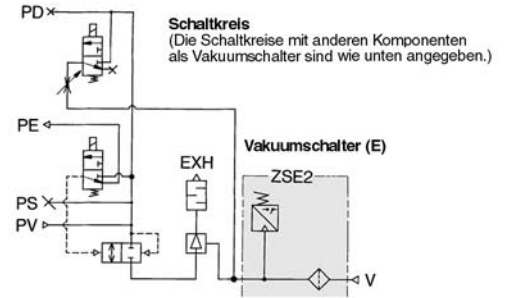 PD
Schaltkreis
(Die Schaltkreise mit anderen Komponenten
als Vakuumschalter sind wie unten angegeben.)
PE
Vakuumschalter (E)
EXH
ZSE2
PS
PV
V